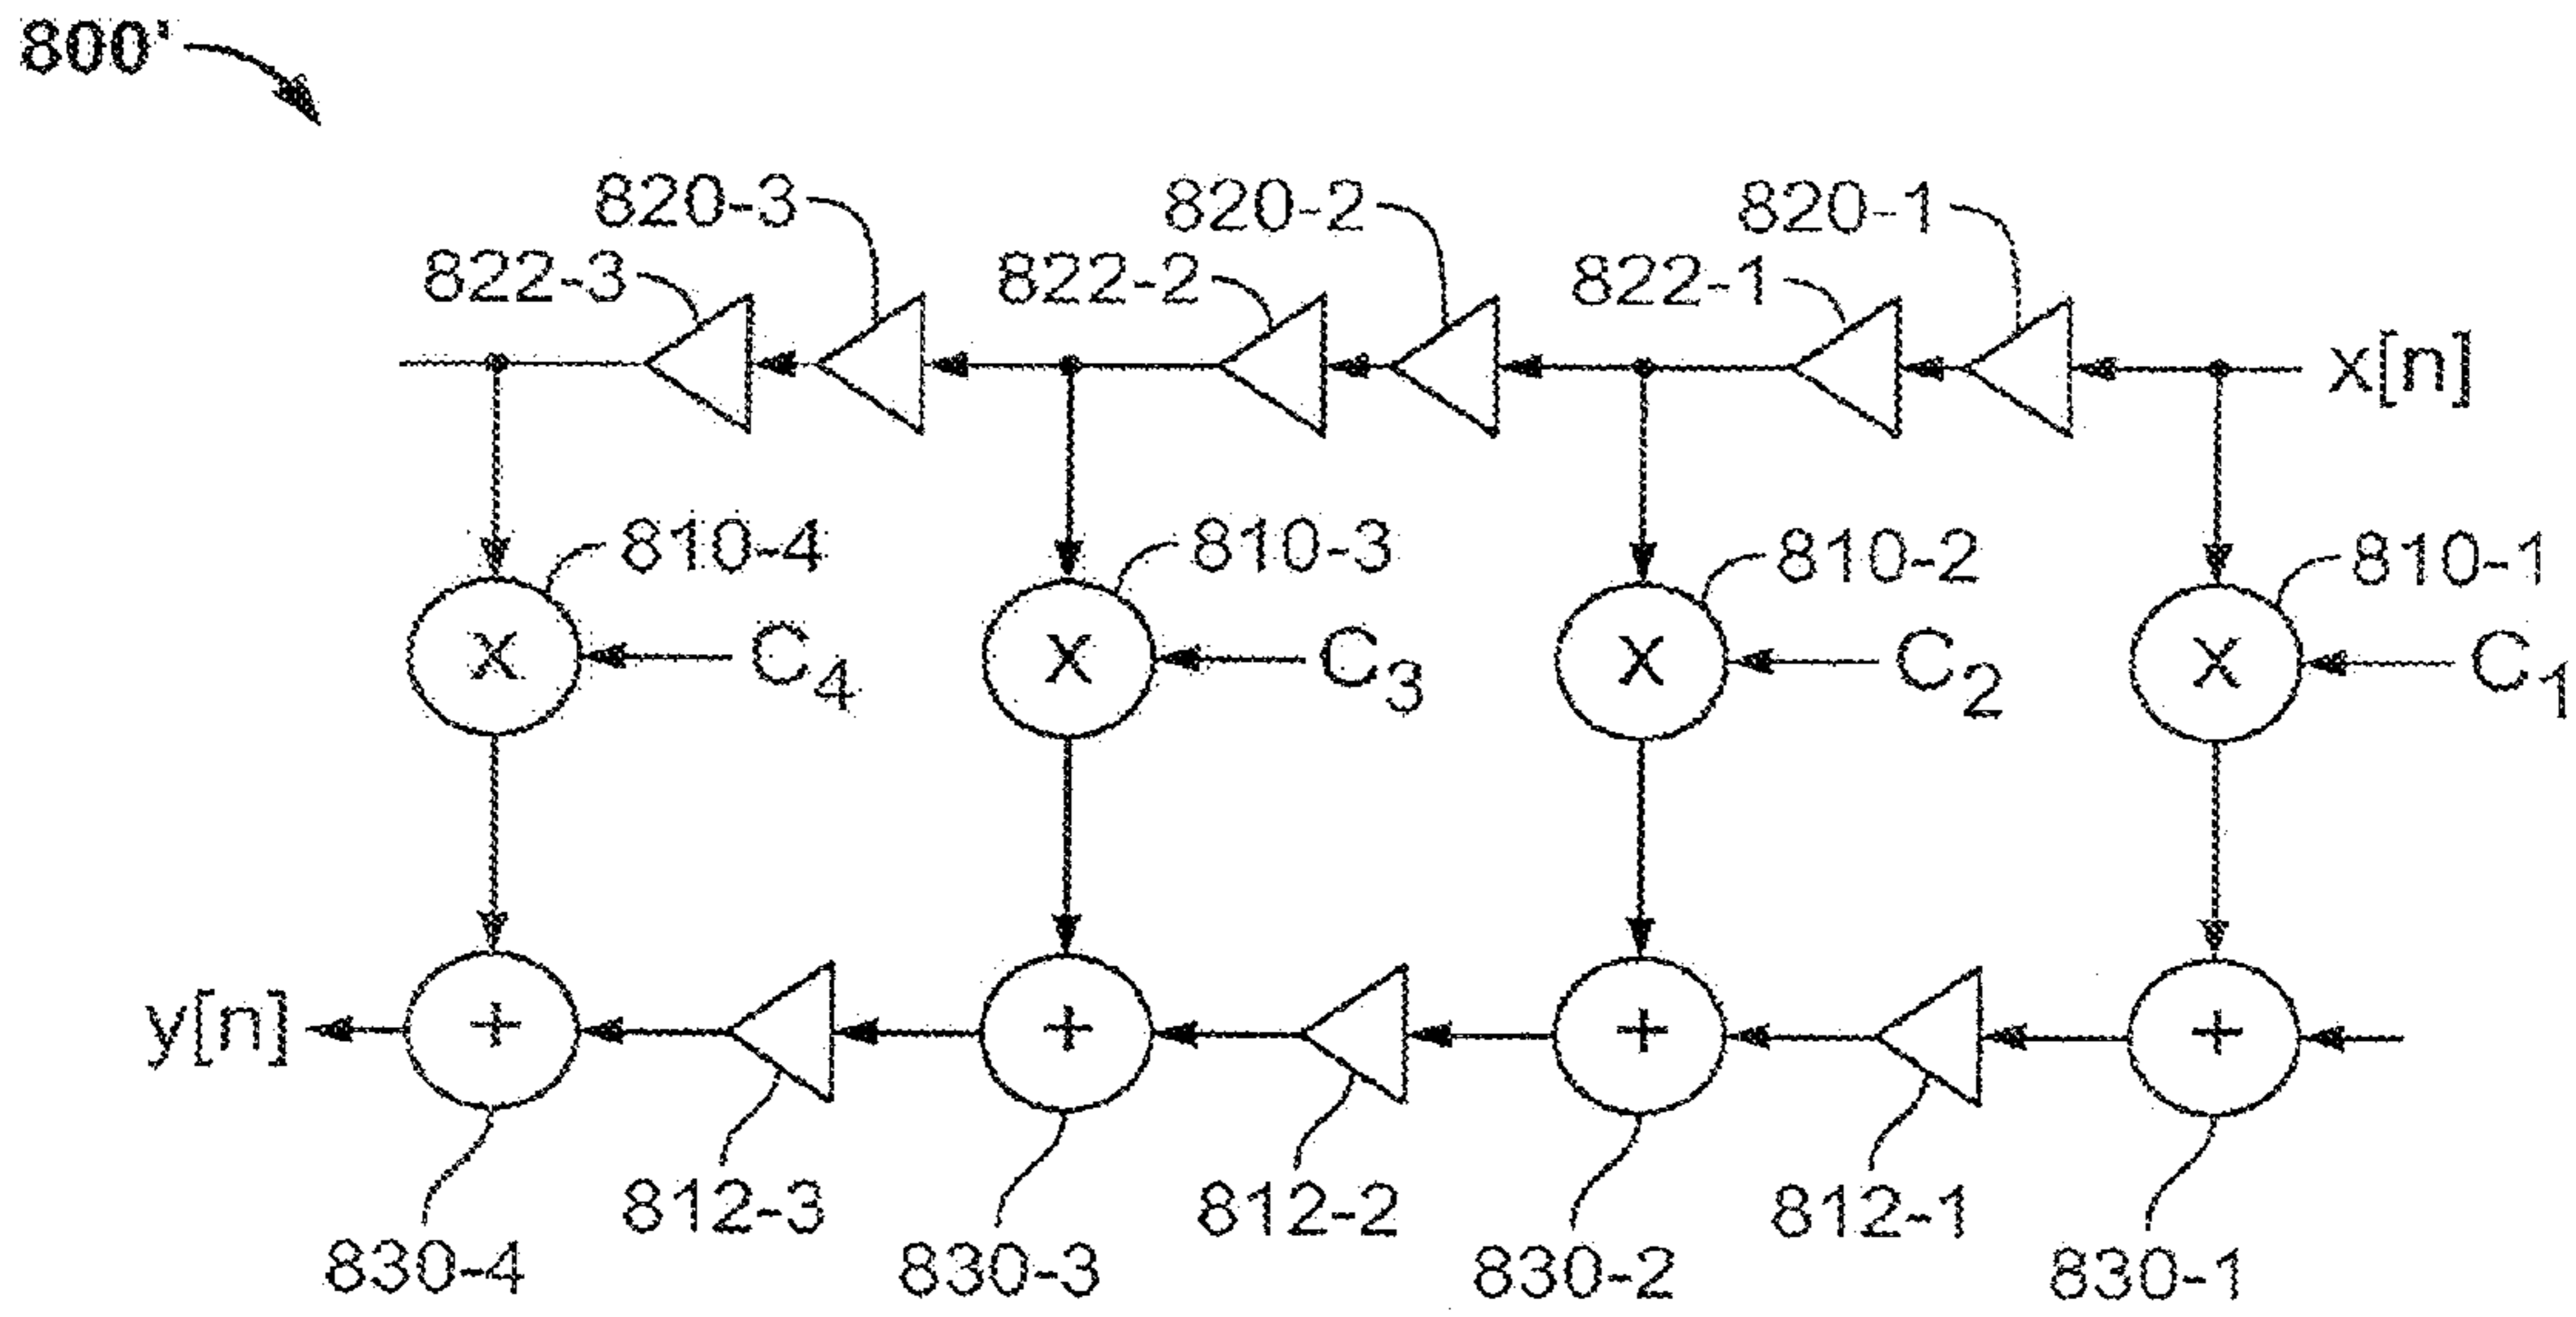 800'
820-3
820-2
820-1
822-3
822-2
822-1
x[n]
810-4
810-3
810-2
810-1
x
C4
x
C3
x
C2
x
C1
y[n]
+
+
+
+
812-3
812-2
812-1
830-4
830-3
830-2
830-1